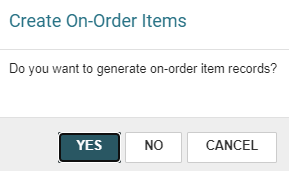 Create On-Order Items
Do you want to generate on-order item records?
YES NO CANCEL